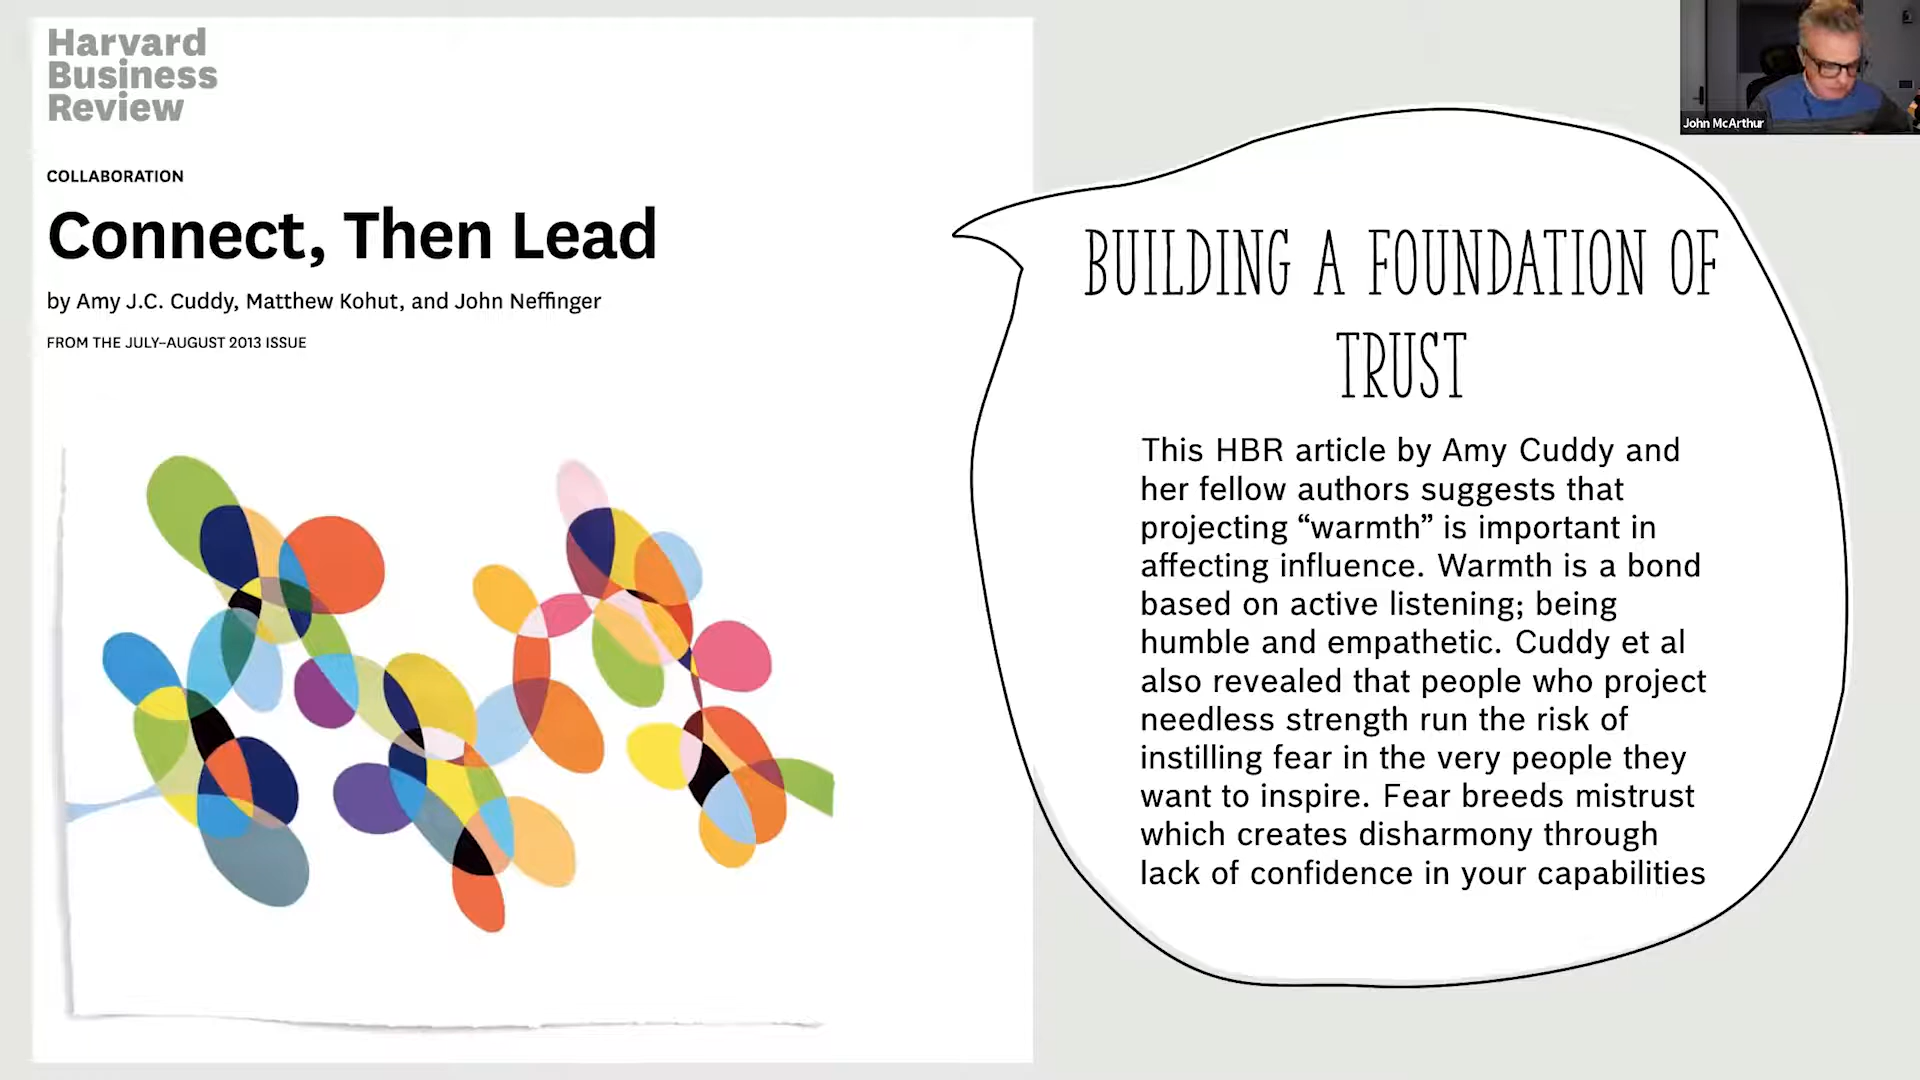 Harvard
Business
Review
COLLABORATION
Connect, Then Lead
by Amy J.C. Cuddy, Matthew Kohut, and John Neffinger
FROM THE JULY–AUGUST 2013 ISSUE
BUILDING A FOUNDATION OF
TRUST
This HBR article by Amy Cuddy and
her fellow authors suggests that
projecting “warmth” is important in
affecting influence. Warmth is a bond
based on active listening; being
humble and empathetic. Cuddy et al
also revealed that people who project
needless strength run the risk of
instilling fear in the very people they
want to inspire. Fear breeds mistrust
which creates disharmony through
lack of confidence in your capabilities
John McArthur